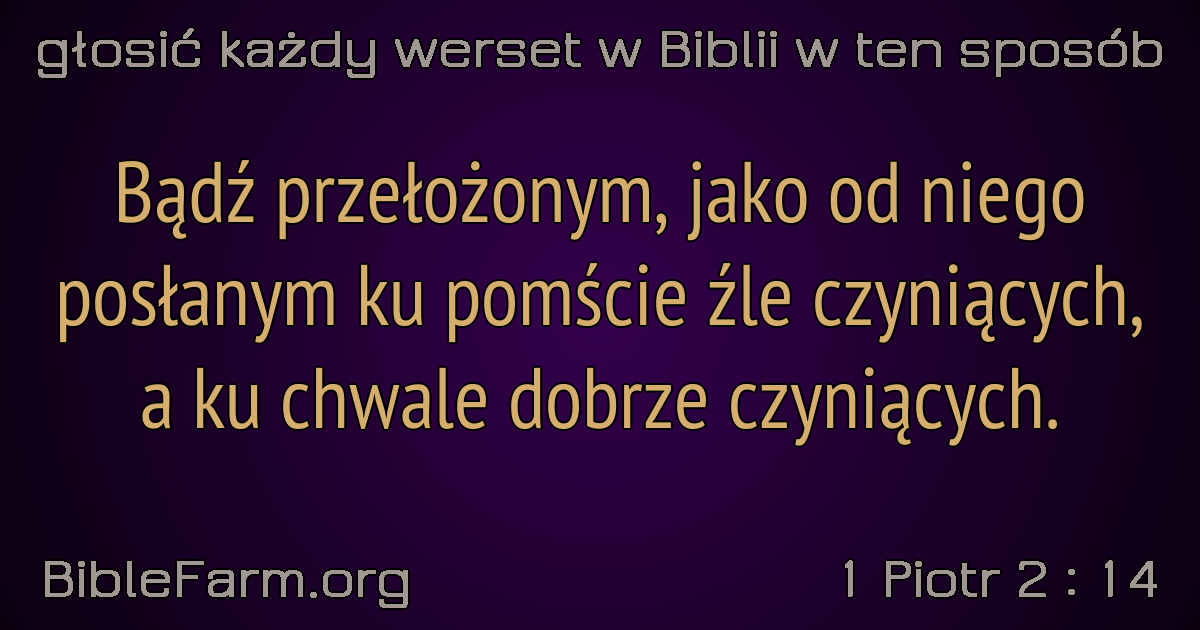 głosić każdy werset w Biblii w ten sposób
Bądź przełożonym, jako od niego
posłanym ku pomście źle czyniących,
a ku chwale dobrze czyniących.
BibleFarm.org
1 Piotr 2 : 14